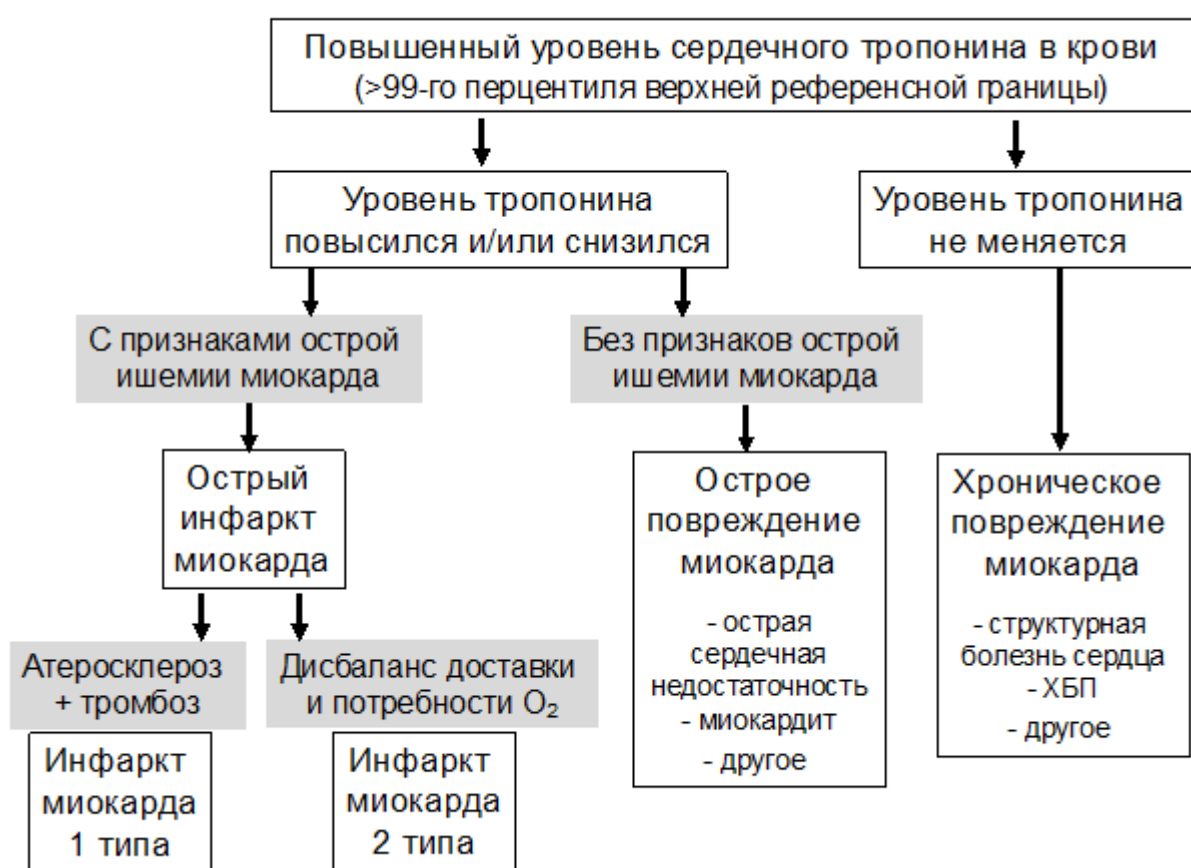 Повышенный уровень сердечного тропонина в крови
(>99-го перцентиля верхней референсной границы)
Уровень тропонина
повысился и/или снизился
Уровень тропонина
не меняется
С признаками острой
ишемии миокарда
Без признаков острой
ишемии миокарда
Острый
инфаркт
миокарда
Острое
повреждение
миокарда
- острая
сердечная
недостаточность
- миокардит
- другое
Хроническое
повреждение
миокарда
- структурная
болезнь сердца
- ХБП
- другое
Атеросклероз
+ тромбоз
Дисбаланс доставки
и потребности O₂
Инфаркт
миокарда
1 типа
Инфаркт
миокарда
2 типа